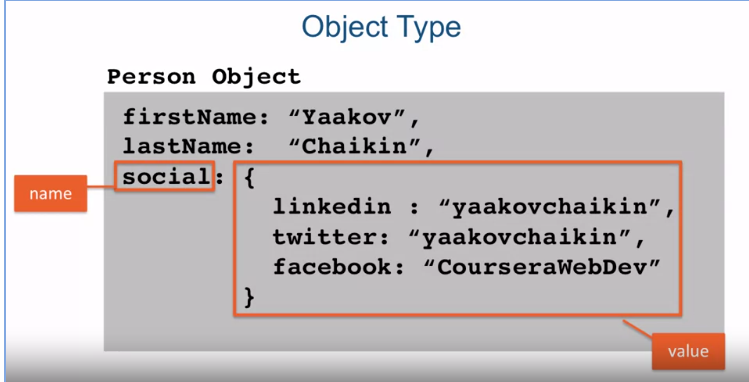 Object Type
Person Object
firstName: “Yaakov”,
lastName: “Chaikin”,
social: {
name
linkedin : “yaakovchaikin”,
twitter: “yaakovchaikin”,
facebook: “CourseraWebDev”
}
value